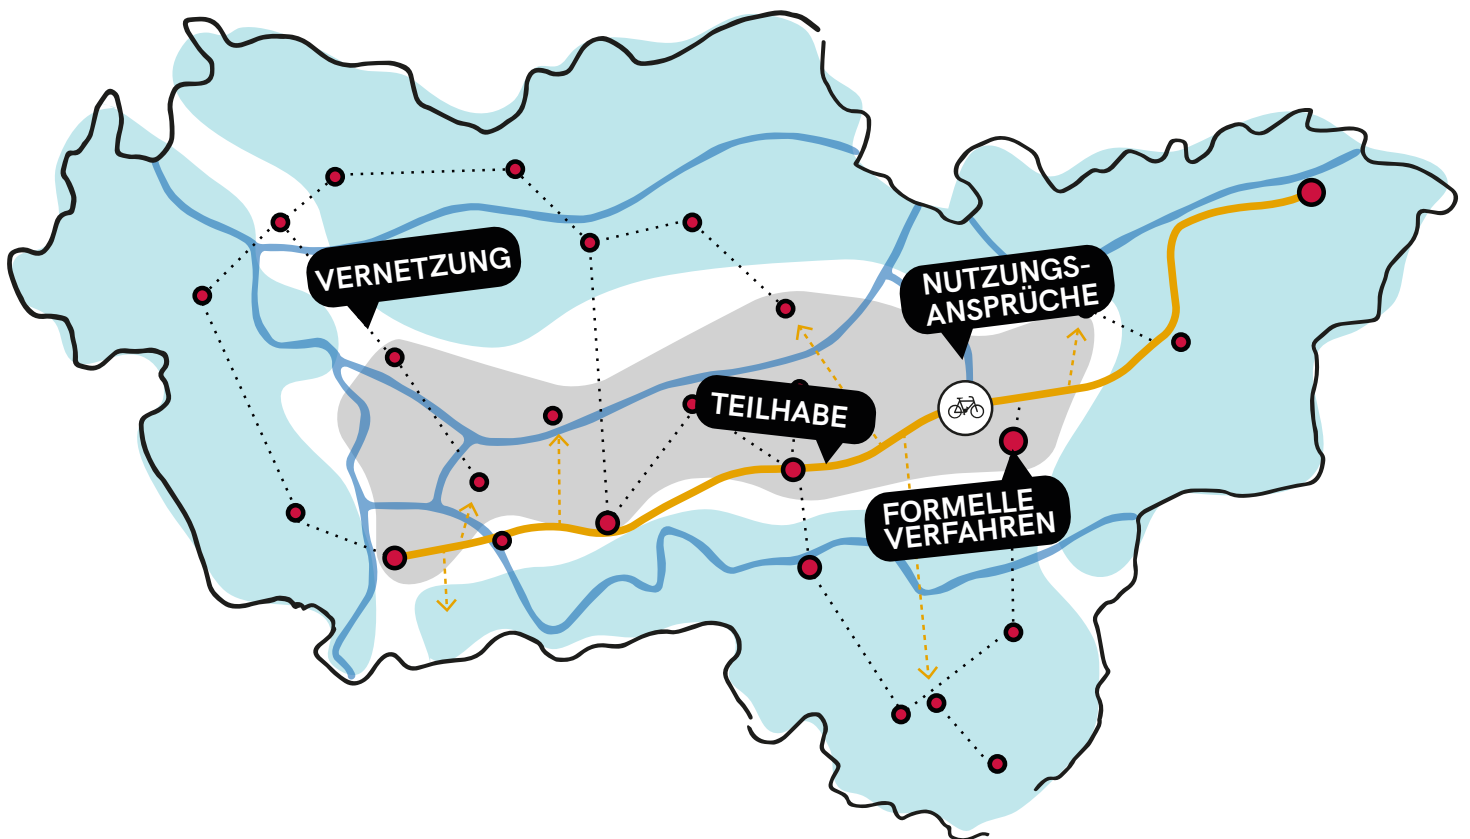 VERNETZUNG
NUTZUNGS-
ANSPRÜCHE
TEILHABE
FORMELLE
VERFAHREN